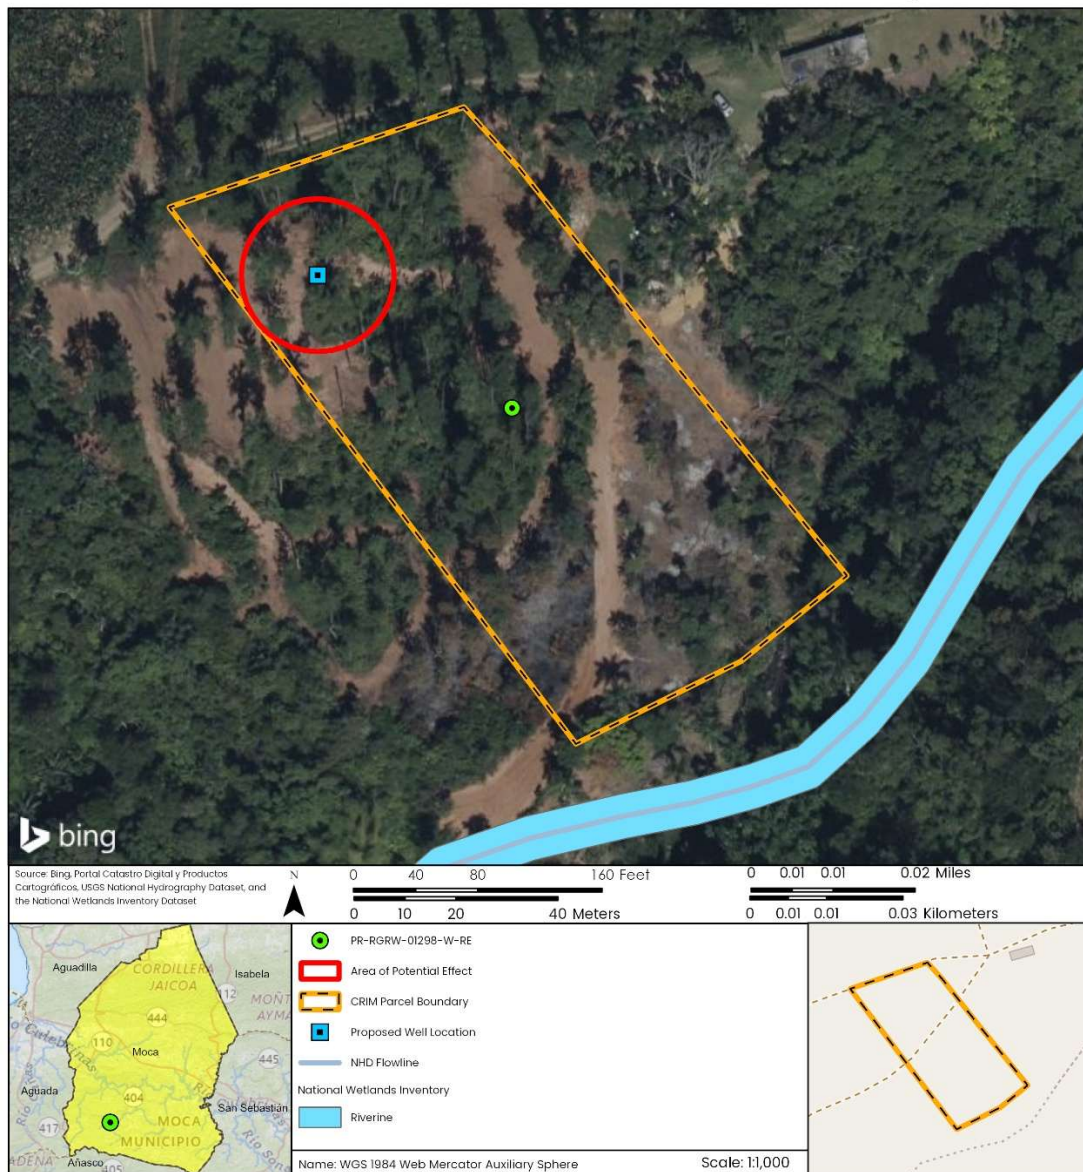 bing
Source: Bing, Portal Catastro Digital y Productos
Cartográficos, USGS National Hydrography Dataset, and
the National Wetlands Inventory Dataset
N
0 40 80 160 Feet
0 10 20 40 Meters
0 0.01 0.01 0.02 Miles
0 0.01 0.01 0.03 Kilometers
Aguadilla
CORDILLERA
JAICOA
Isabela
112
444
110
Moca
445
404
Aguada
San Sebastián
417
MOCA
MUNICIPIO
Añasco
405
PR-RGRW-01298-W-RE
Area of Potential Effect
CRIM Parcel Boundary
Proposed Well Location
NHD Flowline
National Wetlands Inventory
Riverine
Name: WGS 1984 Web Mercator Auxiliary Sphere
Scale: 1:1,000